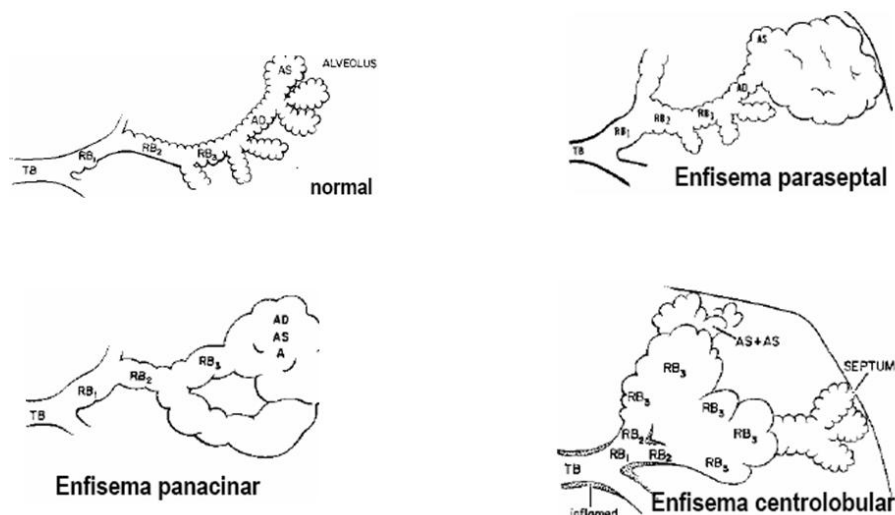 AS
ALVEOLUS
AD
RB1
RB2
RB3
TB
normal
AS
AD
RB1
RB2
RB3
TB
Enfisema paraseptal
AD
AS
A
RB3
RB2
RB1
TB
Enfisema panacinar
AS+AS
SEPTUM
RB3
RB3
RB3
RB3
RB2
RB1
RB2
RB3
TB
inflamed
Enfisema centrolobular